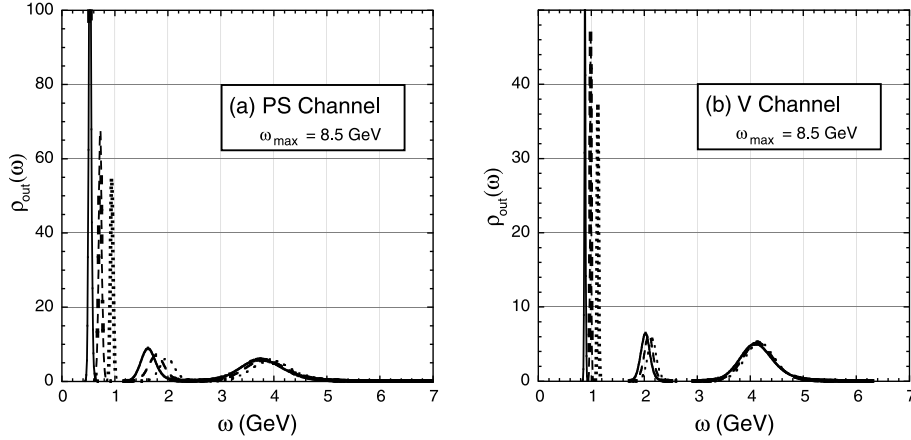 100
80
60
40
20
0
ρout(ω)
(a) PS Channel
ωmax = 8.5 GeV
0 1 2 3 4 5 6 7
ω (GeV)
40
30
20
10
0
ρout(ω)
(b) V Channel
ωmax = 8.5 GeV
0 1 2 3 4 5 6 7
ω (GeV)